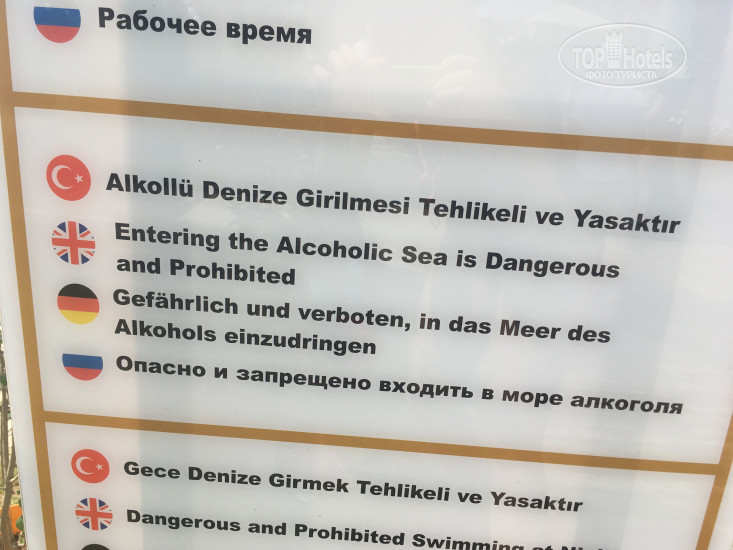 Рабочее время
TOP Hotels
ФОТО ТУРИСТА
Alkollü Denize Girilmesi Tehlikeli ve Yasaktır
Entering the Alcoholic Sea is Dangerous
and Prohibited
Gefährlich und verboten, in das Meer des
Alkohols einzudringen
Опасно и запрещено входить в море алкоголя
Gece Denize Girmek Tehlikeli ve Yasaktır
Dangerous and Prohibited Swimming at